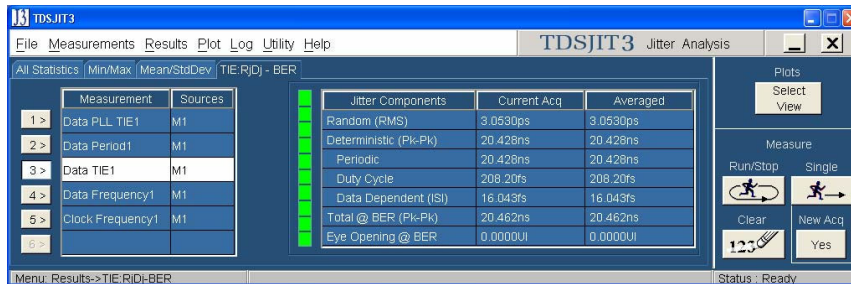 TDSJIT3
File Measurements Results Plot Log Utility Help TDSJIT3 Jitter Analysis
All Statistics Min/Max Mean/StdDev TIE:RjDj - BER
Measurement Sources
1 > Data PLL TIE1 M1
2 > Data Period1 M1
3 > Data TIE1 M1
4 > Data Frequency1 M1
5 > Clock Frequency1 M1
6 >
Jitter Components Current Acq Averaged
Random (RMS) 3.0530ps 3.0530ps
Deterministic (Pk-Pk) 20.428ns 20.428ns
Periodic 20.428ns 20.428ns
Duty Cycle 208.20fs 208.20fs
Data Dependent (ISI) 16.043fs 16.043fs
Total @ BER (Pk-Pk) 20.462ns 20.462ns
Eye Opening @ BER 0.0000UI 0.0000UI
Plots
Select
View
Measure
Run/Stop Single
Clear New Acq
123 Yes
Menu: Results->TIE:RjDj-BER Status : Ready